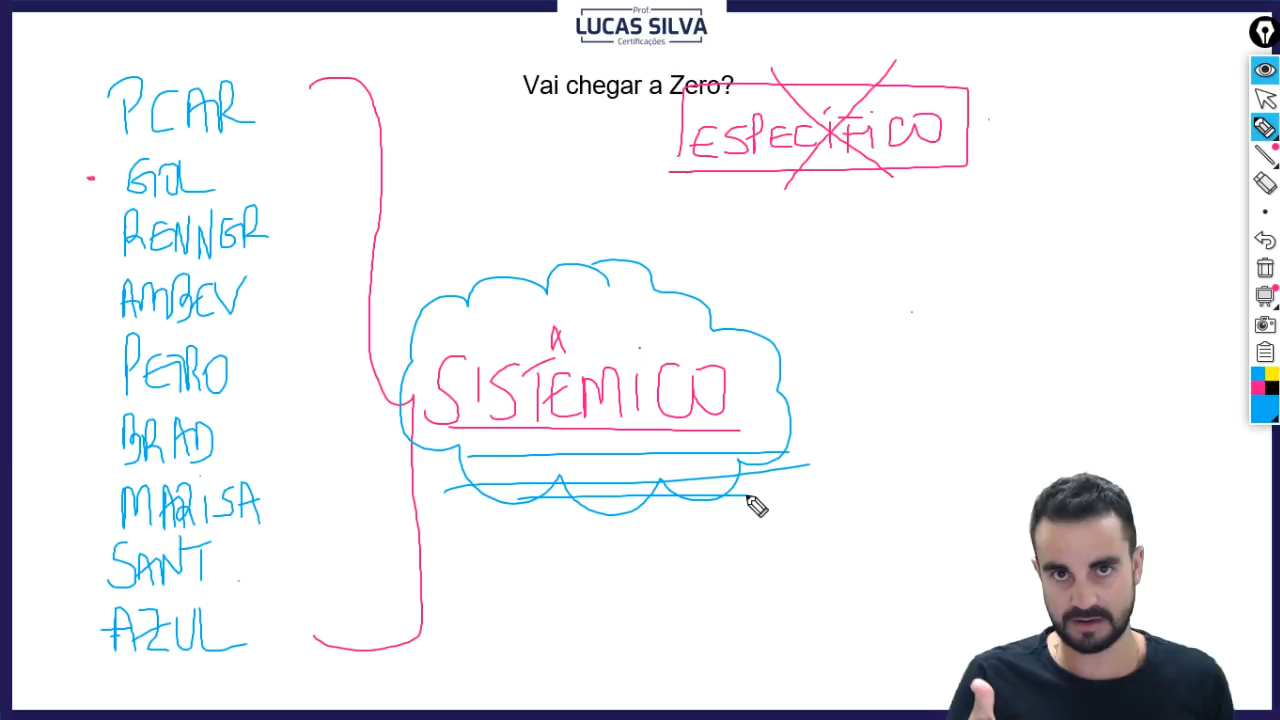 Prof.
LUCAS SILVA
Certificações
Vai chegar a Zero?
ESPECÍFICO
PCAR
GOL
RENNER
AMBEV
PETRO
BRAD
MARISA
SANT
AZUL
SISTÊMICO